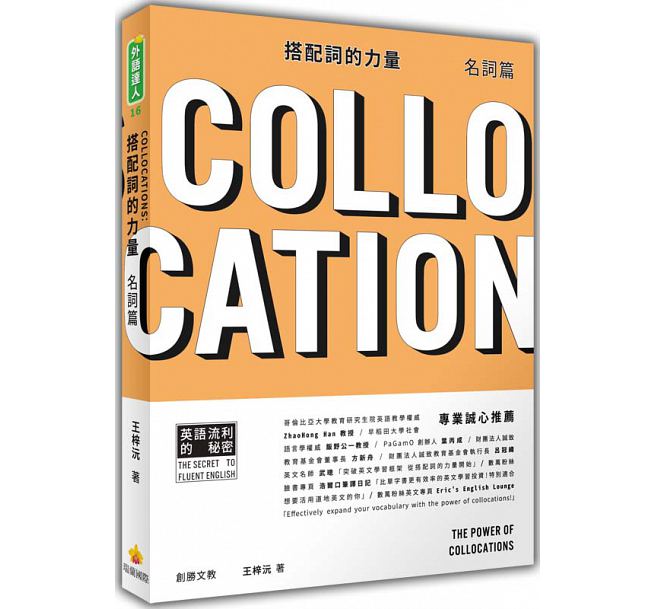 外語達人
16
COLLOCATIONS:
搭配詞的力量
名詞篇
王梓沅 著
瑞蘭國際
搭配詞的力量
名詞篇
COLLO
CATION
英語流利
的 秘密
THE SECRET TO
FLUENT ENGLISH
專業誠心推薦
哥倫比亞大學教育研究生院英語教學權威
ZhaoHong Han 教授 / 早稻田大學社會
語言學權威 飯野公一教授 / PaGamO 創辦人 葉丙成 / 財團法人誠致
教育基金會董事長 方新舟 / 財團法人誠致教育基金會執行長 呂冠緯
英文名師 武聰「突破英文學習框架 從搭配詞的力量開始」/ 數萬粉絲
臉書專頁 浩爾口筆譯日記「比單字書更有效率的英文學習投資!特別適合
想要活用道地英文的你」/ 數萬粉絲英文專頁 Eric's English Lounge
「Effectively expand your vocabulary with the power of collocations!」
THE POWER OF
COLLOCATIONS
創勝文教 王梓沅 著